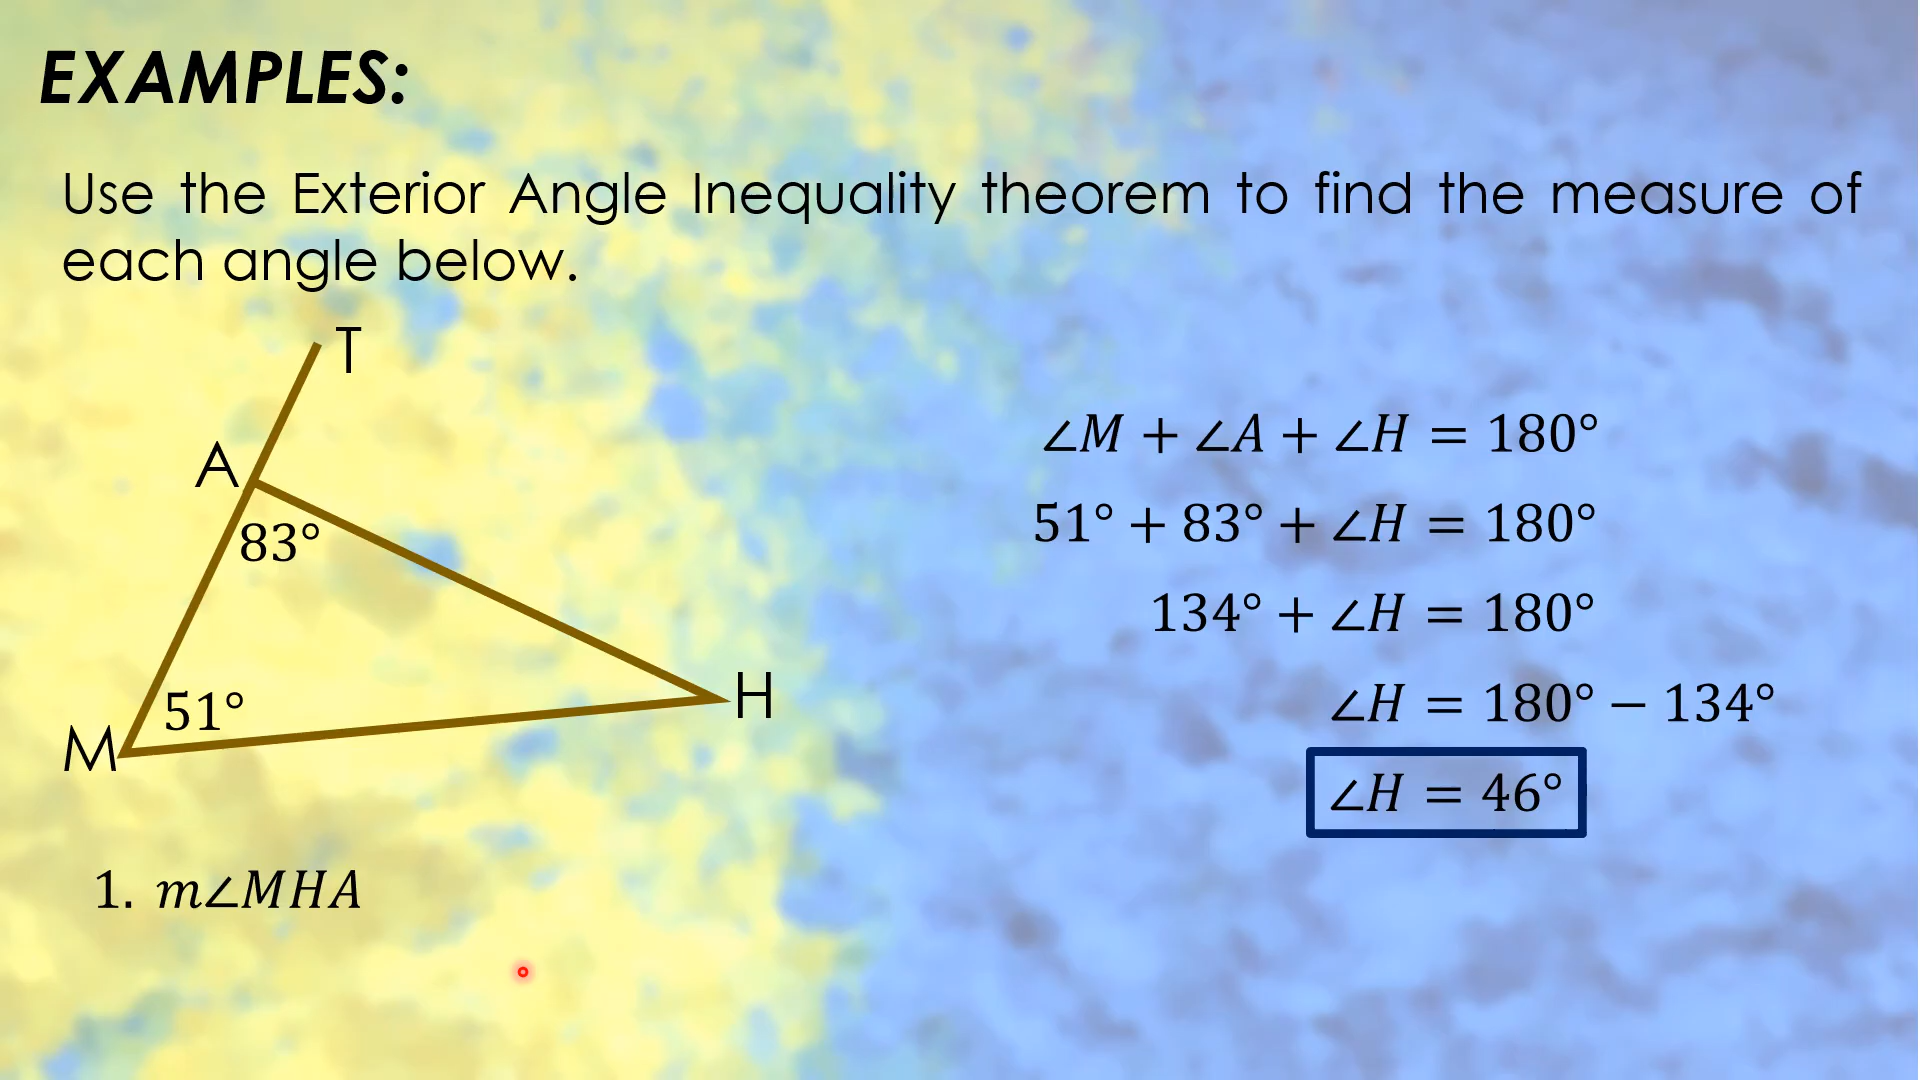 EXAMPLES:
Use the Exterior Angle Inequality theorem to find the measure of
each angle below.
T
A
83°
51°
M
H
∠M + ∠A + ∠H = 180°
51° + 83° + ∠H = 180°
134° + ∠H = 180°
∠H = 180° − 134°
∠H = 46°
1. m∠MHA